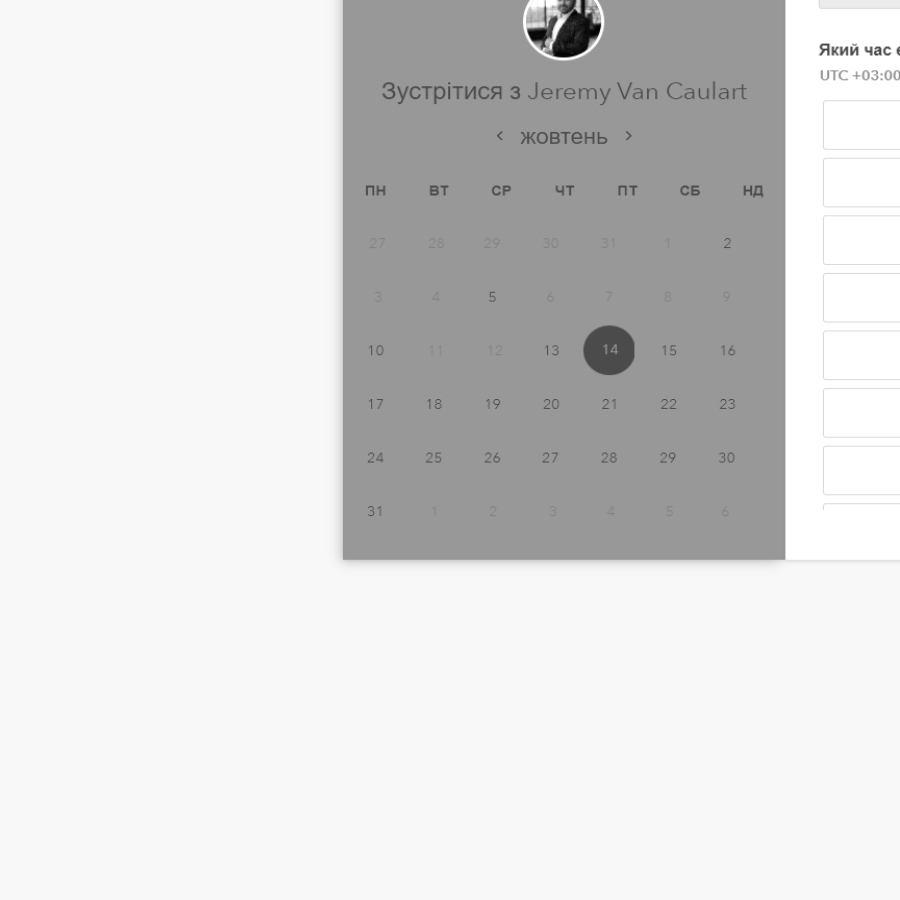 Який час
UTC +03:00
Зустрітися з Jeremy Van Caulart
жовтень
ПН ВТ СР ЧТ ПТ СБ НД
27 28 29 30 31 1 2
3 4 5 6 7 8 9
10 11 12 13 14 15 16
17 18 19 20 21 22 23
24 25 26 27 28 29 30
31 1 2 3 4 5 6